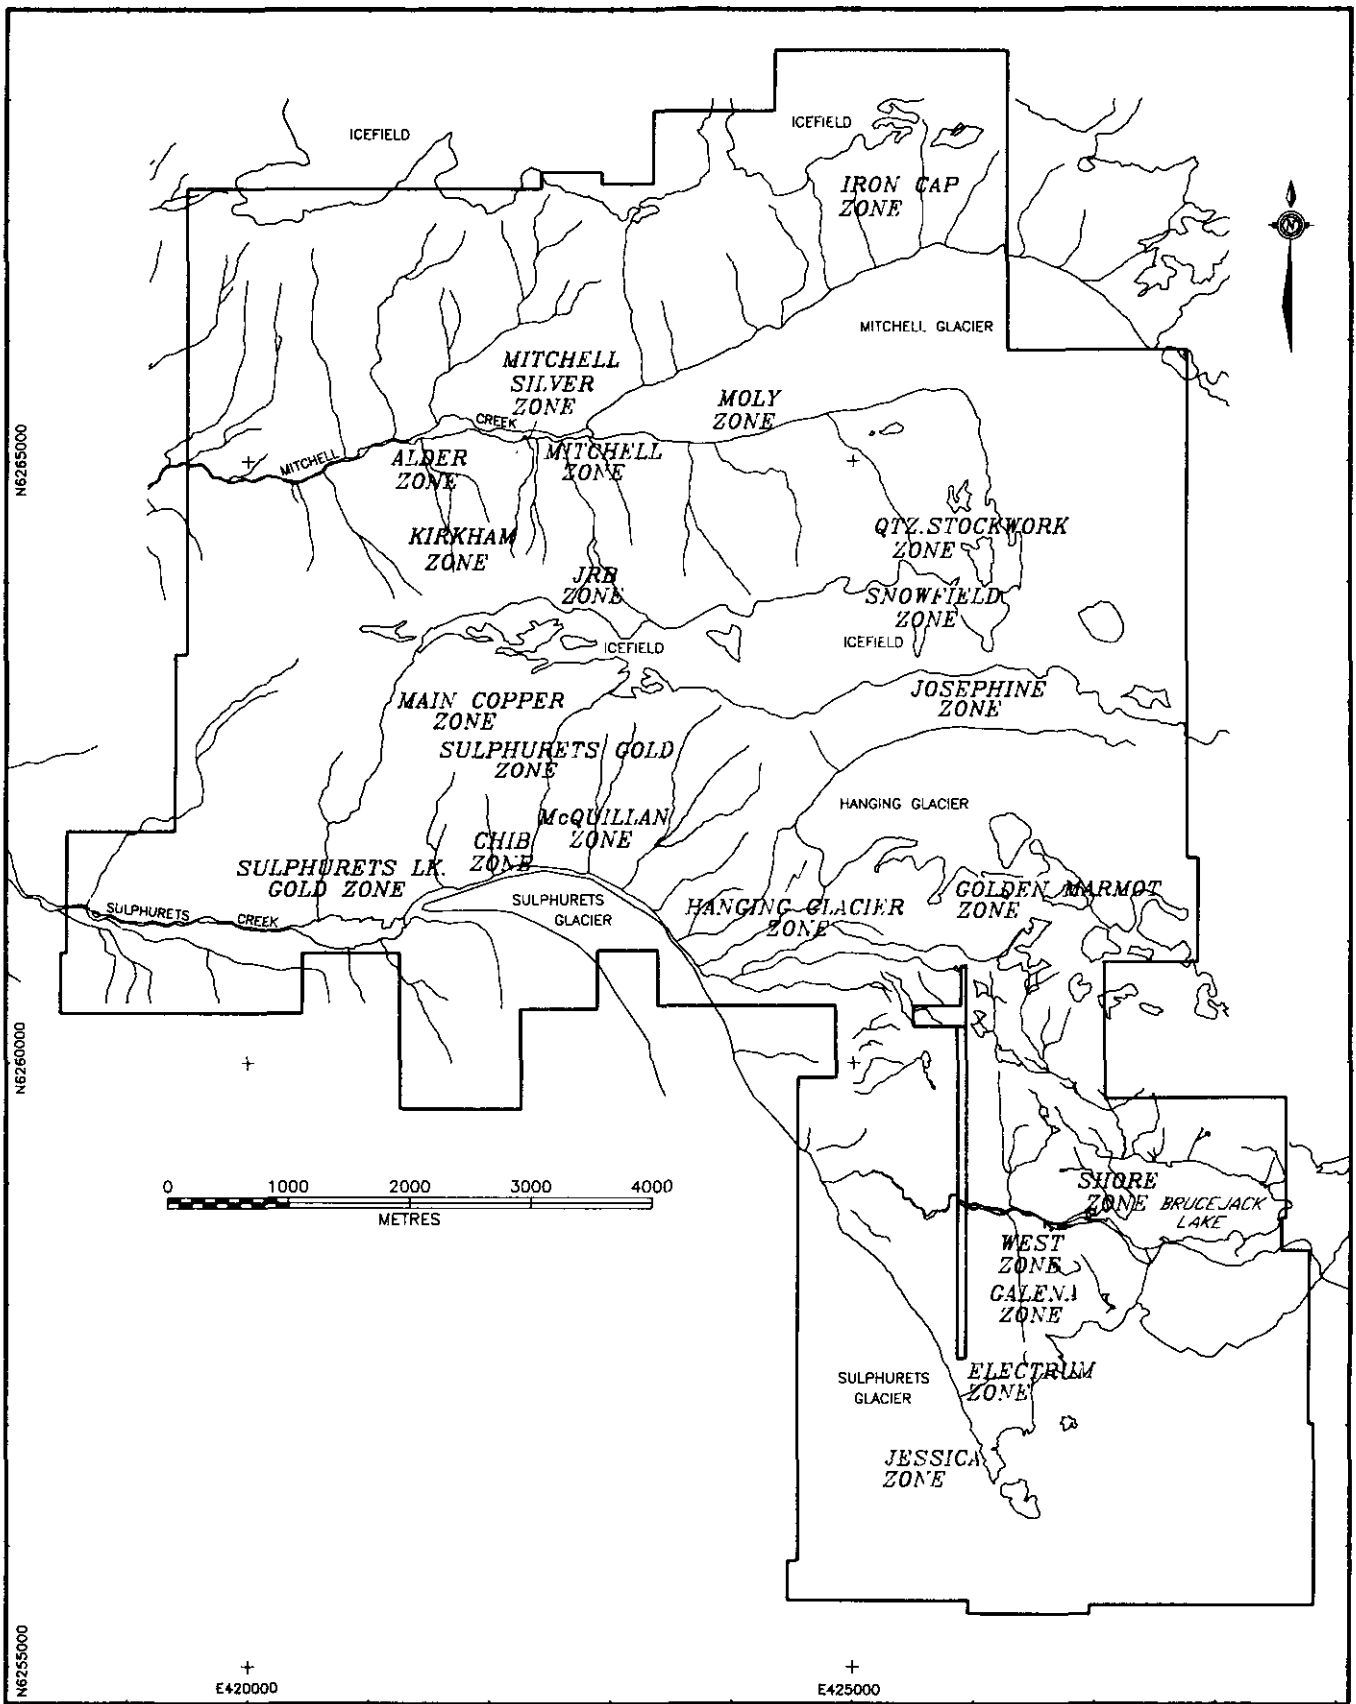 ICEFIELD
ICEFIELD
IRON CAP
ZONE
N
MITCHELL GLACIER
MITCHELL
SILVER
ZONE
MOLY
ZONE
CREEK
MITCHELL
ALDER
ZONE
MITCHELL
ZONE
N6265000
KIRKHAM
ZONE
QTZ.STOCKWORK
ZONE
JRB
ZONE
SNOWFIELD
ZONE
ICEFIELD
ICEFIELD
MAIN COPPER
ZONE
JOSEPHINE
ZONE
SULPHURETS GOLD
ZONE
HANGING GLACIER
McQUILLAN
ZONE
CHIB
ZONE
SULPHURETS LK.
GOLD ZONE
SULPHURETS
GLACIER
GOLDEN MARMOT
ZONE
HANGING GLACIER
ZONE
SULPHURETS
CREEK
N6260000
0 1000 2000 3000 4000
METRES
SHORE
ZONE
BRUCEJACK
LAKE
WEST
ZONE
GALENA
ZONE
SULPHURETS
GLACIER
ELECTRUM
ZONE
JESSICA
ZONE
N6255000
E420000
E425000